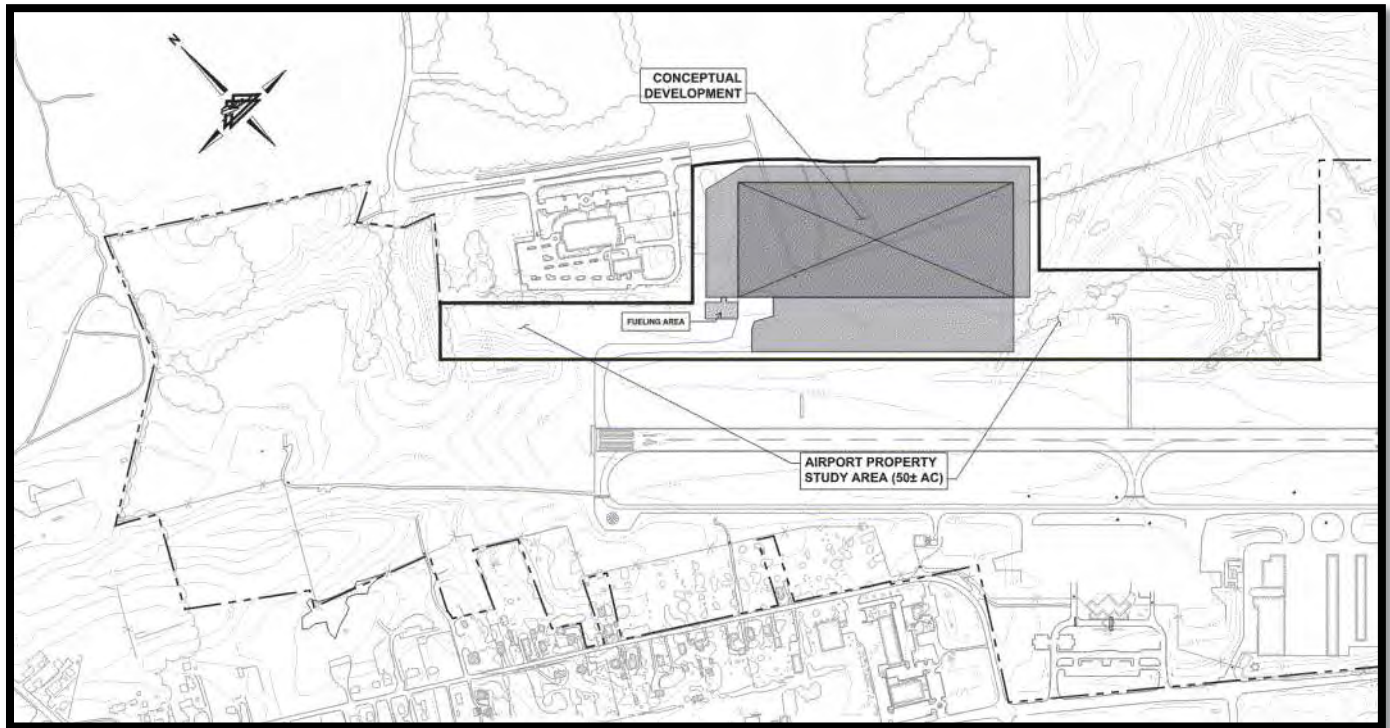 N
CONCEPTUAL
DEVELOPMENT
FUELING AREA
AIRPORT PROPERTY
STUDY AREA (50± AC)